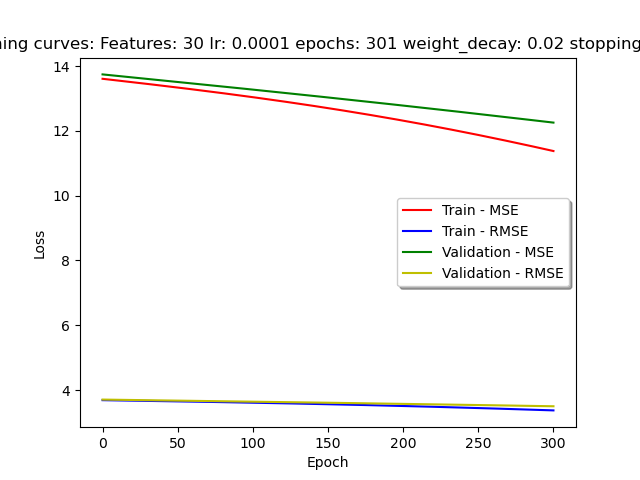 ing curves: Features: 30 lr: 0.0001 epochs: 301 weight_decay: 0.02 stopping
14
12
10
8
6
4
Loss
Train - MSE
Train - RMSE
Validation - MSE
Validation - RMSE
0 50 100 150 200 250 300
Epoch